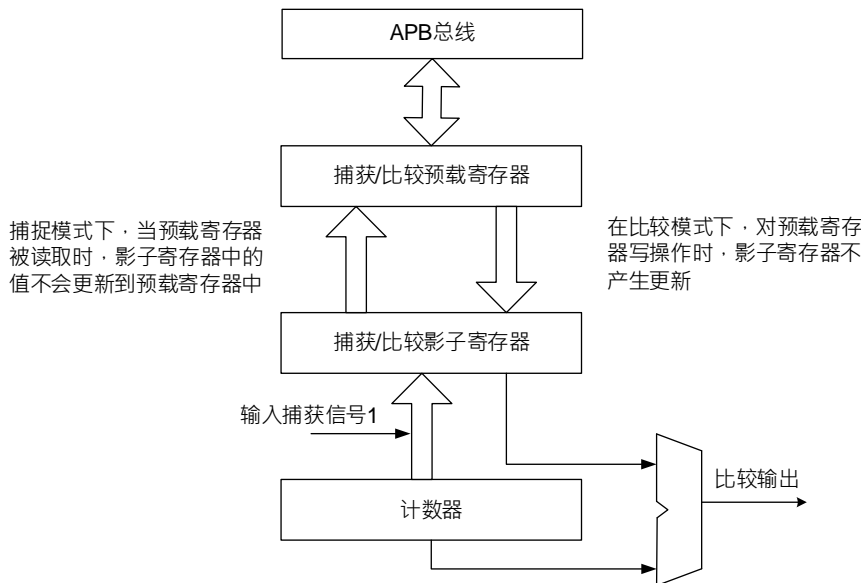 APB总线
捕获/比较预载寄存器
捕捉模式下，当预载寄存器
被读取时，影子寄存器中的
值不会更新到预载寄存器中
在比较模式下，对预载寄存
器写操作时，影子寄存器不
产生更新
捕获/比较影子寄存器
输入捕获信号1
计数器
比较输出